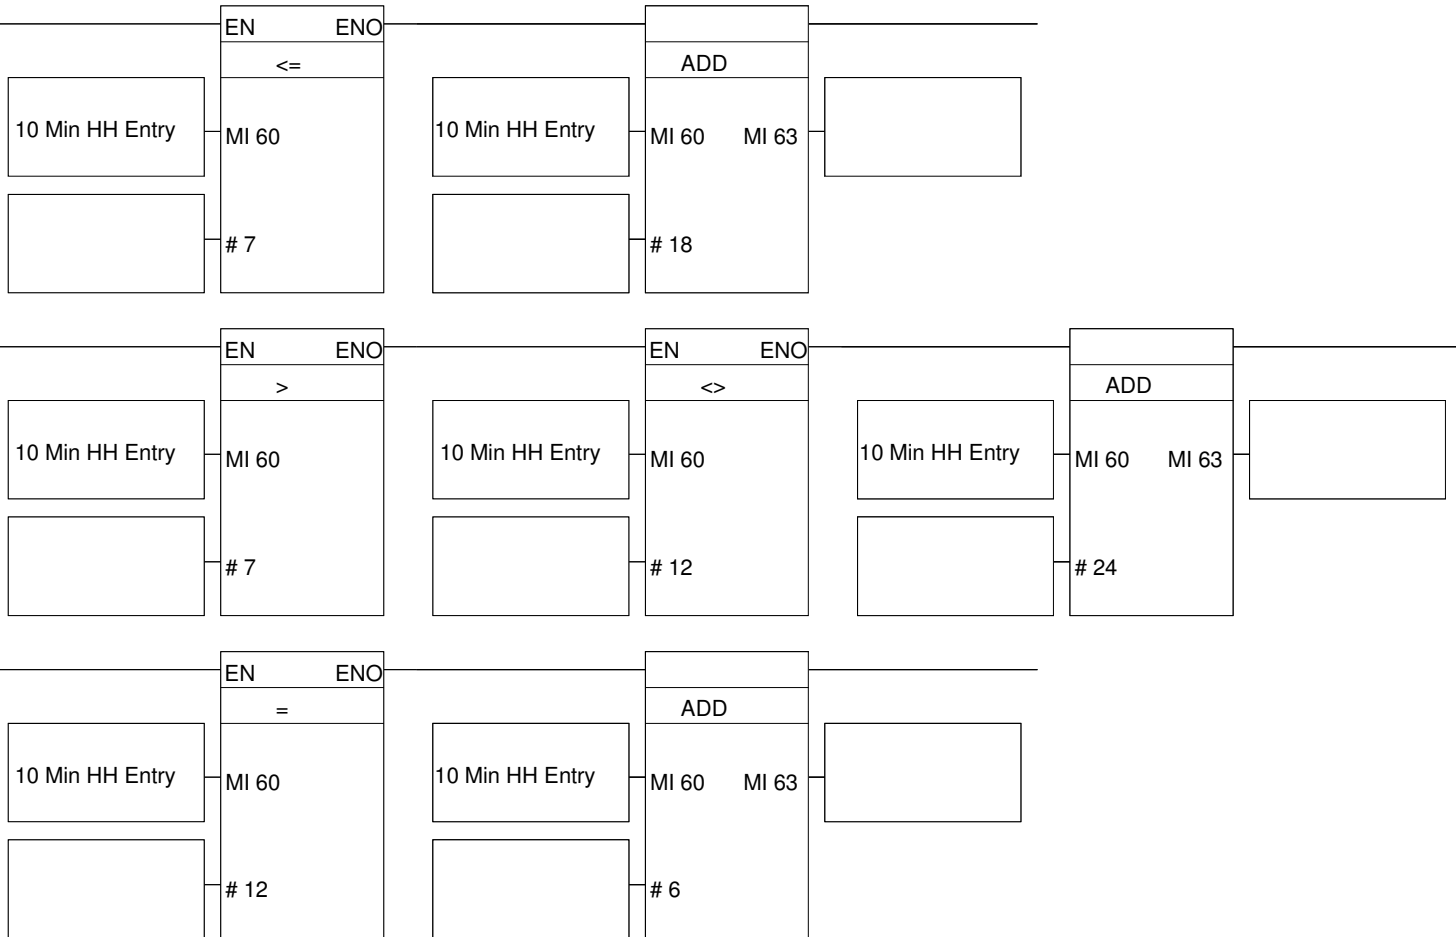 EN ENO
<=
10 Min HH Entry MI 60
# 7
ADD
10 Min HH Entry MI 60 MI 63
# 18
EN ENO
>
10 Min HH Entry MI 60
# 7
EN ENO
<>
10 Min HH Entry MI 60
# 12
ADD
10 Min HH Entry MI 60 MI 63
# 24
EN ENO
=
10 Min HH Entry MI 60
# 12
ADD
10 Min HH Entry MI 60 MI 63
# 6